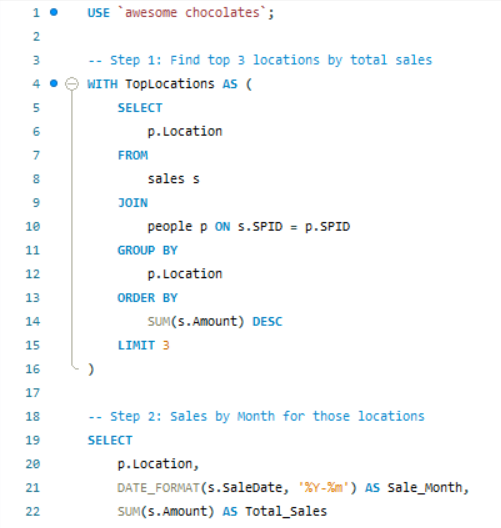 1 USE `awesome chocolates`;
2
3 -- Step 1: Find top 3 locations by total sales
4 WITH TopLocations AS (
5 SELECT
6 p.Location
7 FROM
8 sales s
9 JOIN
10 people p ON s.SPID = p.SPID
11 GROUP BY
12 p.Location
13 ORDER BY
14 SUM(s.Amount) DESC
15 LIMIT 3
16 )
17
18 -- Step 2: Sales by Month for those locations
19 SELECT
20 p.Location,
21 DATE_FORMAT(s.SaleDate, '%Y-%m') AS Sale_Month,
22 SUM(s.Amount) AS Total_Sales